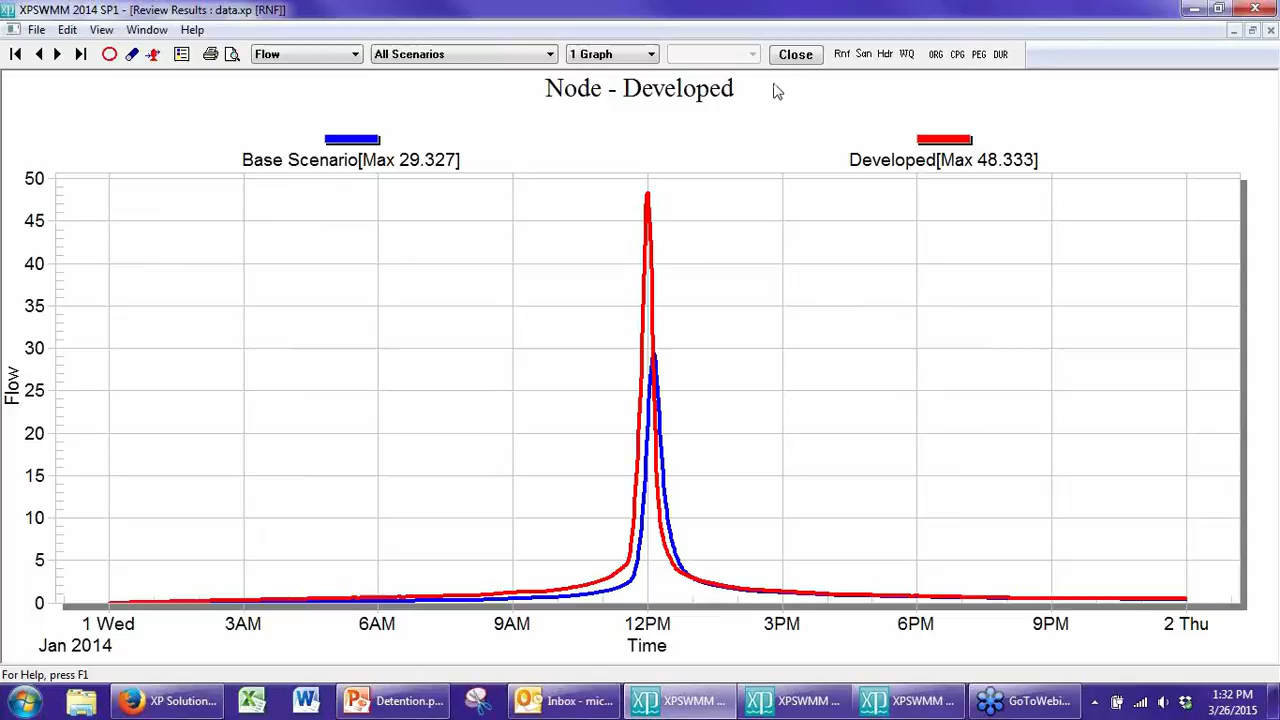 XPSWMM 2014 SP1 - [Review Results : data.xp [RNF]]
File Edit View Window Help
Flow All Scenarios 1 Graph Close Rnf San Hdr WQ ORG CPG PEG DUR
Node - Developed
Base Scenario[Max 29.327] Developed[Max 48.333]
50
45
40
35
30
25
20
15
10
5
0
Flow
1 Wed 3AM 6AM 9AM 12PM 3PM 6PM 9PM 2 Thu
Jan 2014 Time
For Help, press F1
XP Solution... Detention.p... Inbox - mic... XPSWMM ... XPSWMM ... XPSWMM ... GoToWebi... 1:32 PM
3/26/2015